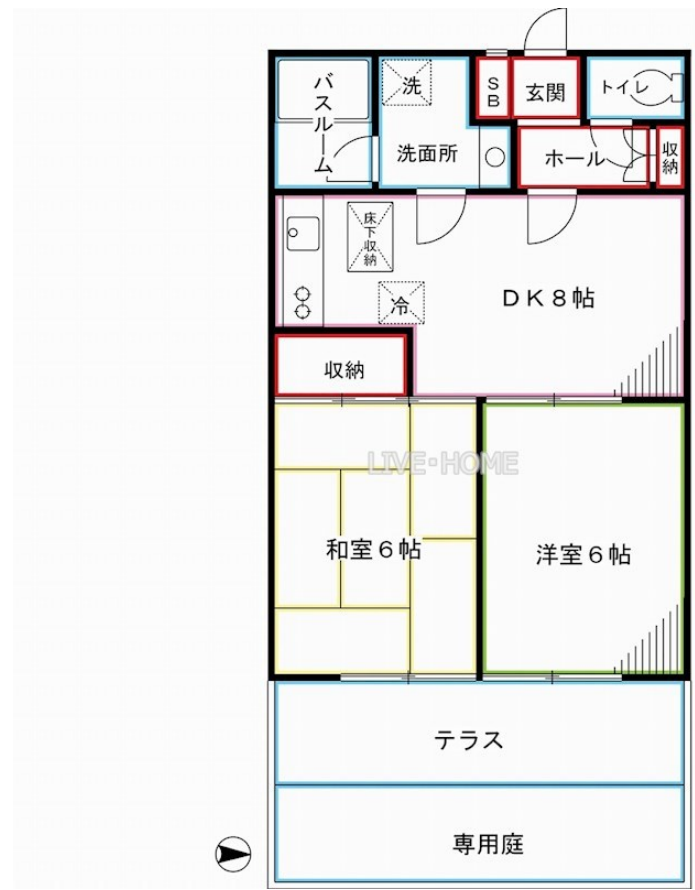 バスルーム
洗
洗面所
SB
玄関
トイレ
ホール
収納
床下収納
冷
DK8帖
収納
LIVE・HOME
和室6帖
洋室6帖
テラス
専用庭